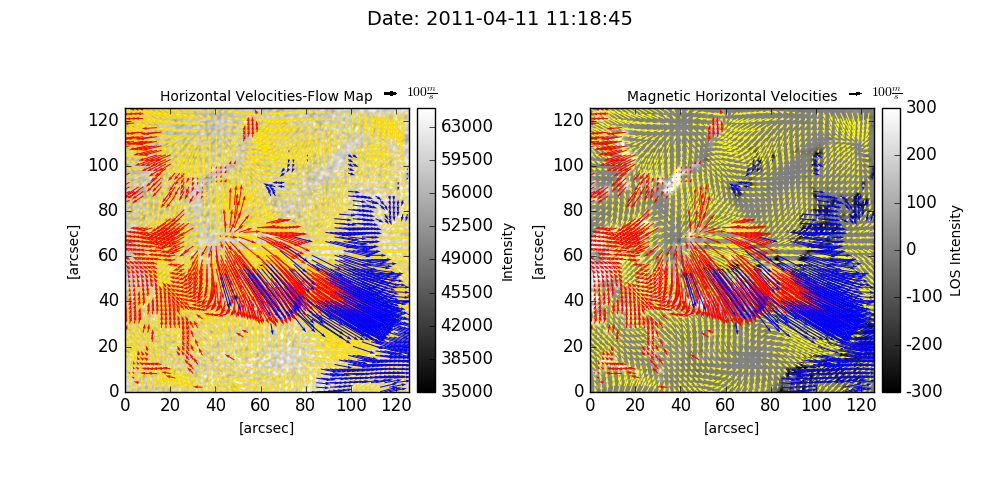 Date: 2011-04-11 11:18:45
Horizontal Velocities-Flow Map 100 m/s
Magnetic Horizontal Velocities 100 m/s
120
100
80
60
40
20
0
0 20 40 60 80 100 120
[arcsec]
[arcsec]
63000
59500
56000
52500
49000
45500
42000
38500
35000
Intensity
120
100
80
60
40
20
0
0 20 40 60 80 100 120
[arcsec]
[arcsec]
300
200
100
0
-100
-200
-300
LOS Intensity